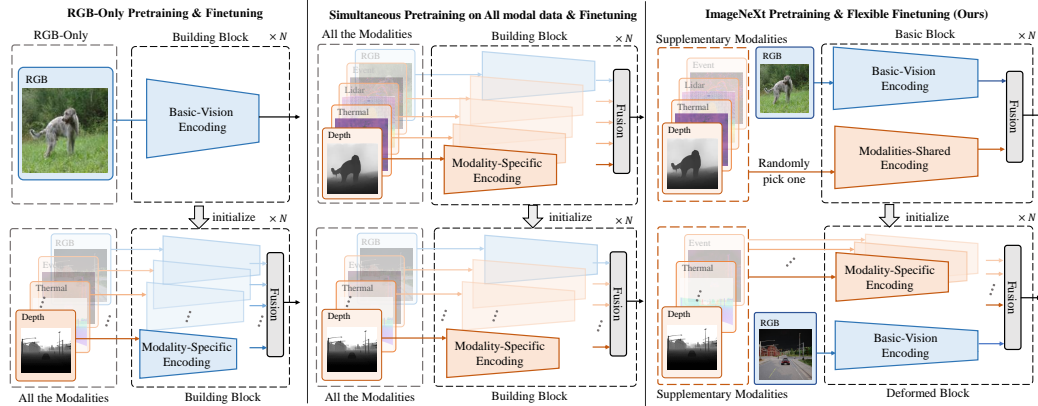 RGB-Only Pretraining & Finetuning
RGB-Only
Building Block
× N
RGB
Basic-Vision
Encoding
initialize
× N
RGB
Event
Thermal
Depth
Modality-Specific
Encoding
Fusion
All the Modalities
Building Block
Simultaneous Pretraining on All modal data & Finetuning
All the Modalities
Building Block
× N
RGB
Event
Lidar
Thermal
Depth
Modality-Specific
Encoding
Fusion
initialize
× N
RGB
Event
Thermal
Depth
Modality-Specific
Encoding
Fusion
All the Modalities
Building Block
ImageNeXt Pretraining & Flexible Finetuning (Ours)
Supplementary Modalities
Basic Block
× N
Event
Lidar
Thermal
Depth
RGB
Basic-Vision
Encoding
Modalities-Shared
Encoding
Randomly
pick one
Fusion
initialize
× N
Event
Thermal
Depth
RGB
Modality-Specific
Encoding
Basic-Vision
Encoding
Fusion
Supplementary Modalities
Deformed Block